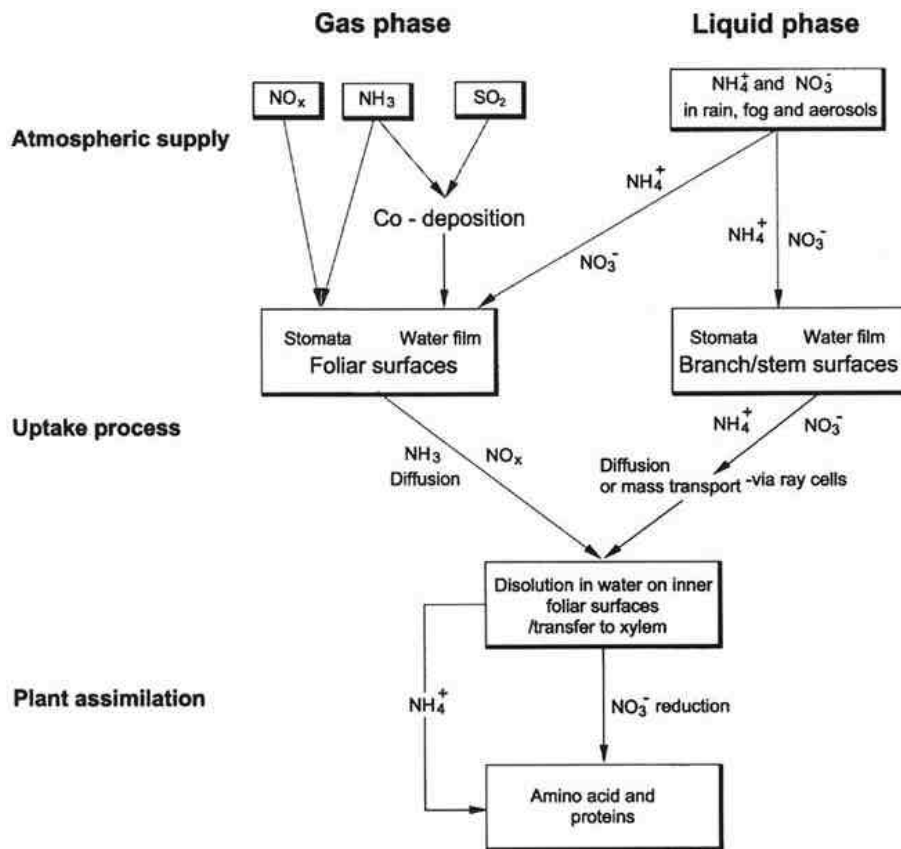 Gas phase
Liquid phase
NOₓ
NH₃
SO₂
NH₄⁺ and NO₃⁻
in rain, fog and aerosols
Atmospheric supply
NH₄⁺
Co - deposition
NH₄⁺
NO₃⁻
NO₃⁻
Stomata Water film
Foliar surfaces
Stomata Water film
Branch/stem surfaces
Uptake process
NH₄⁺
NO₃⁻
NH₃
Diffusion
NOₓ
Diffusion
or mass transport -via ray cells
Disolution in water on inner
foliar surfaces
/transfer to xylem
Plant assimilation
NH₄⁺
NO₃⁻ reduction
Amino acid and
proteins